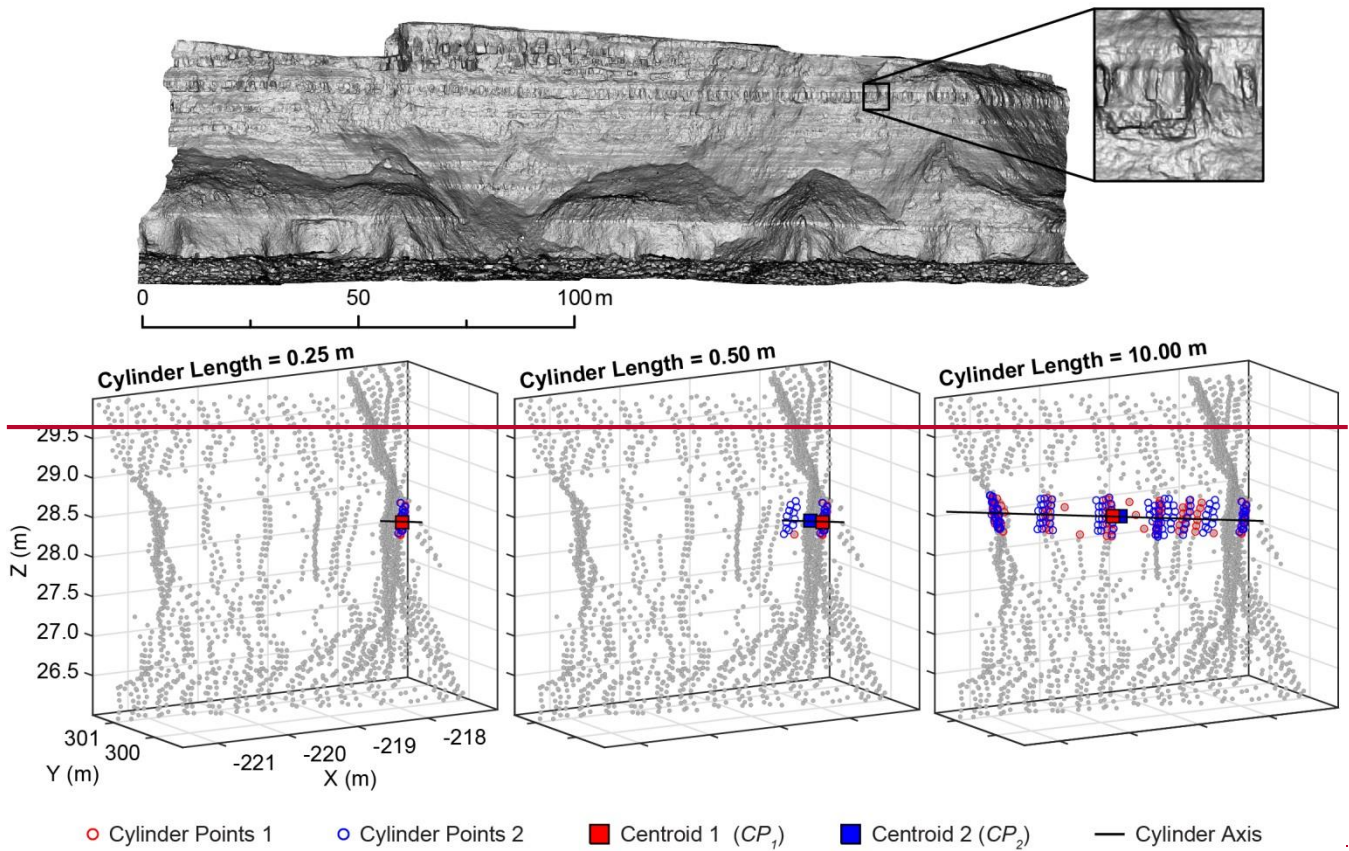 0 50 100 m
Cylinder Length = 0.25 m
Cylinder Length = 0.50 m
Cylinder Length = 10.00 m
29.5
29.0
28.5
28.0
27.5
27.0
26.5
Z (m)
301
300
Y (m)
-221
-220
-219
-218
X (m)
Cylinder Points 1
Cylinder Points 2
Centroid 1 (CP₁)
Centroid 2 (CP₂)
Cylinder Axis